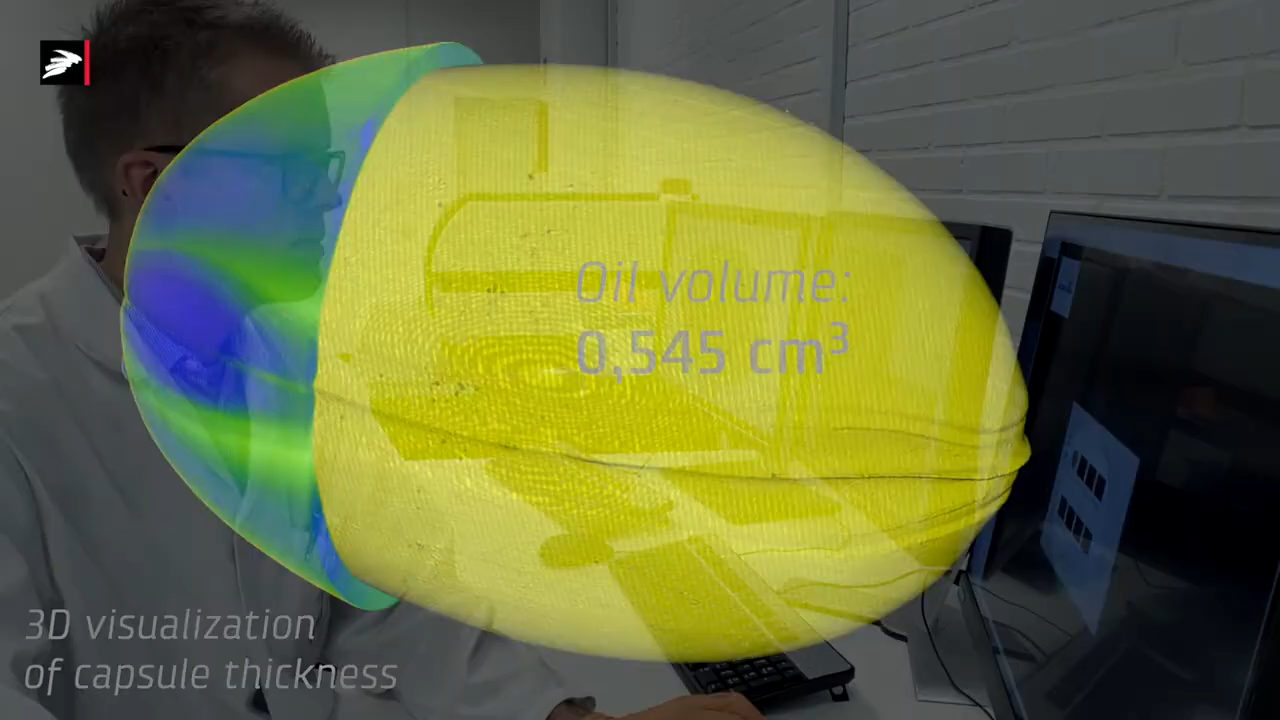 Oil volume:
0,545 cm³
3D visualization
of capsule thickness